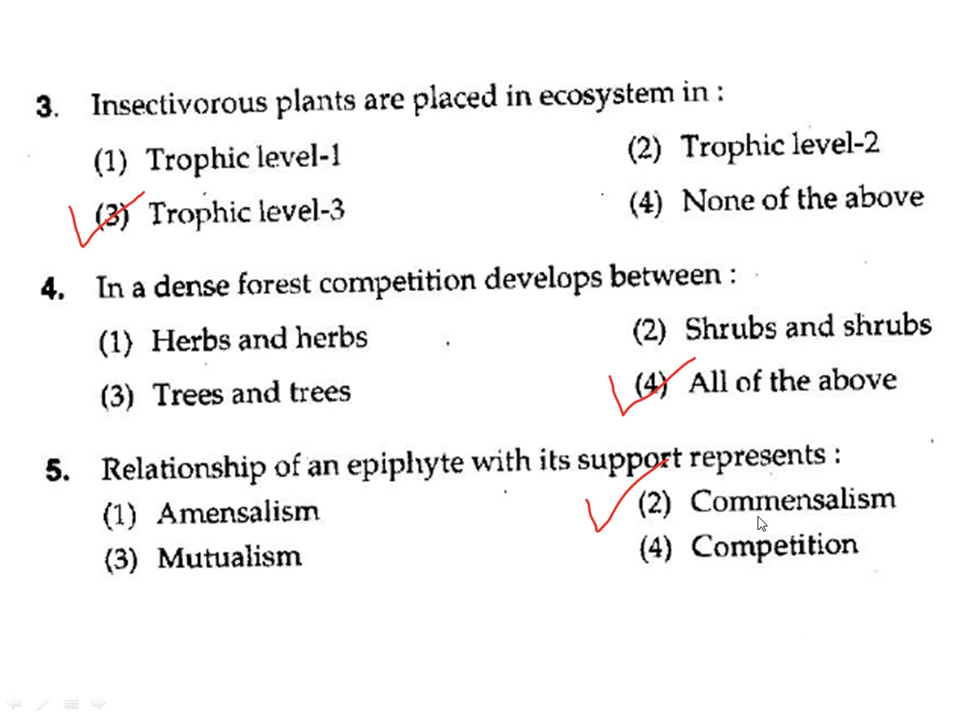 3. Insectivorous plants are placed in ecosystem in :
(1) Trophic level-1 (2) Trophic level-2
(3) Trophic level-3 (4) None of the above
4. In a dense forest competition develops between :
(1) Herbs and herbs (2) Shrubs and shrubs
(3) Trees and trees (4) All of the above
5. Relationship of an epiphyte with its support represents :
(1) Amensalism (2) Commensalism
(3) Mutualism (4) Competition